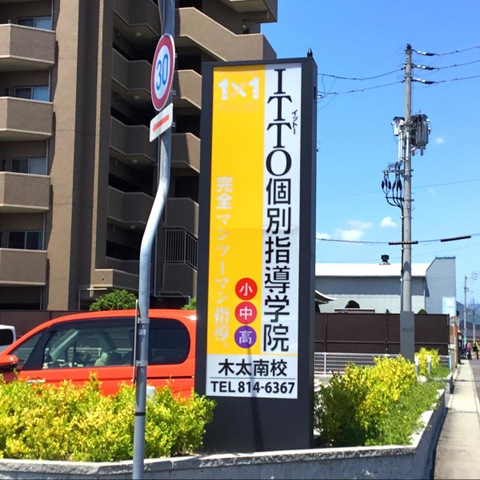 30
1×1
ITTO個別指導学院
イットー
完全マンツーマン指導
小
中
高
木太南校
TEL 814-6367